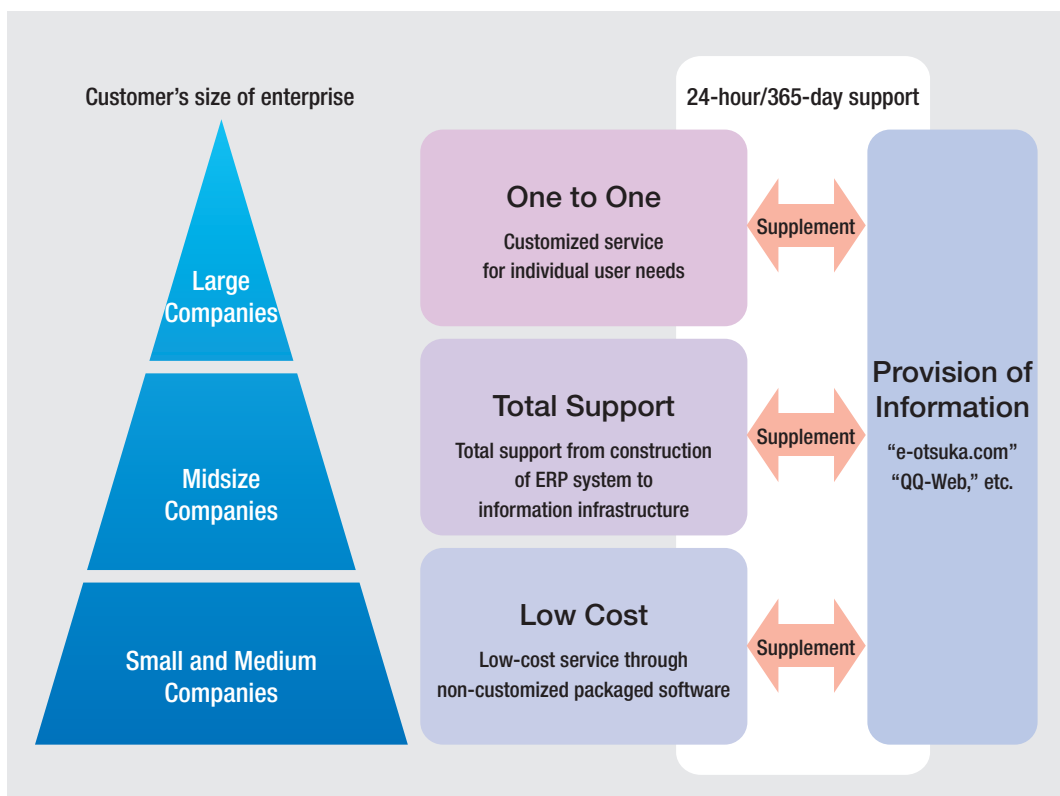 Customer’s size of enterprise
24-hour/365-day support
Large
Companies
One to One
Customized service
for individual user needs
Supplement
Midsize
Companies
Total Support
Total support from construction
of ERP system to
information infrastructure
Supplement
Small and Medium
Companies
Low Cost
Low-cost service through
non-customized packaged software
Supplement
Provision of
Information
“e-otsuka.com”
“QQ-Web,” etc.